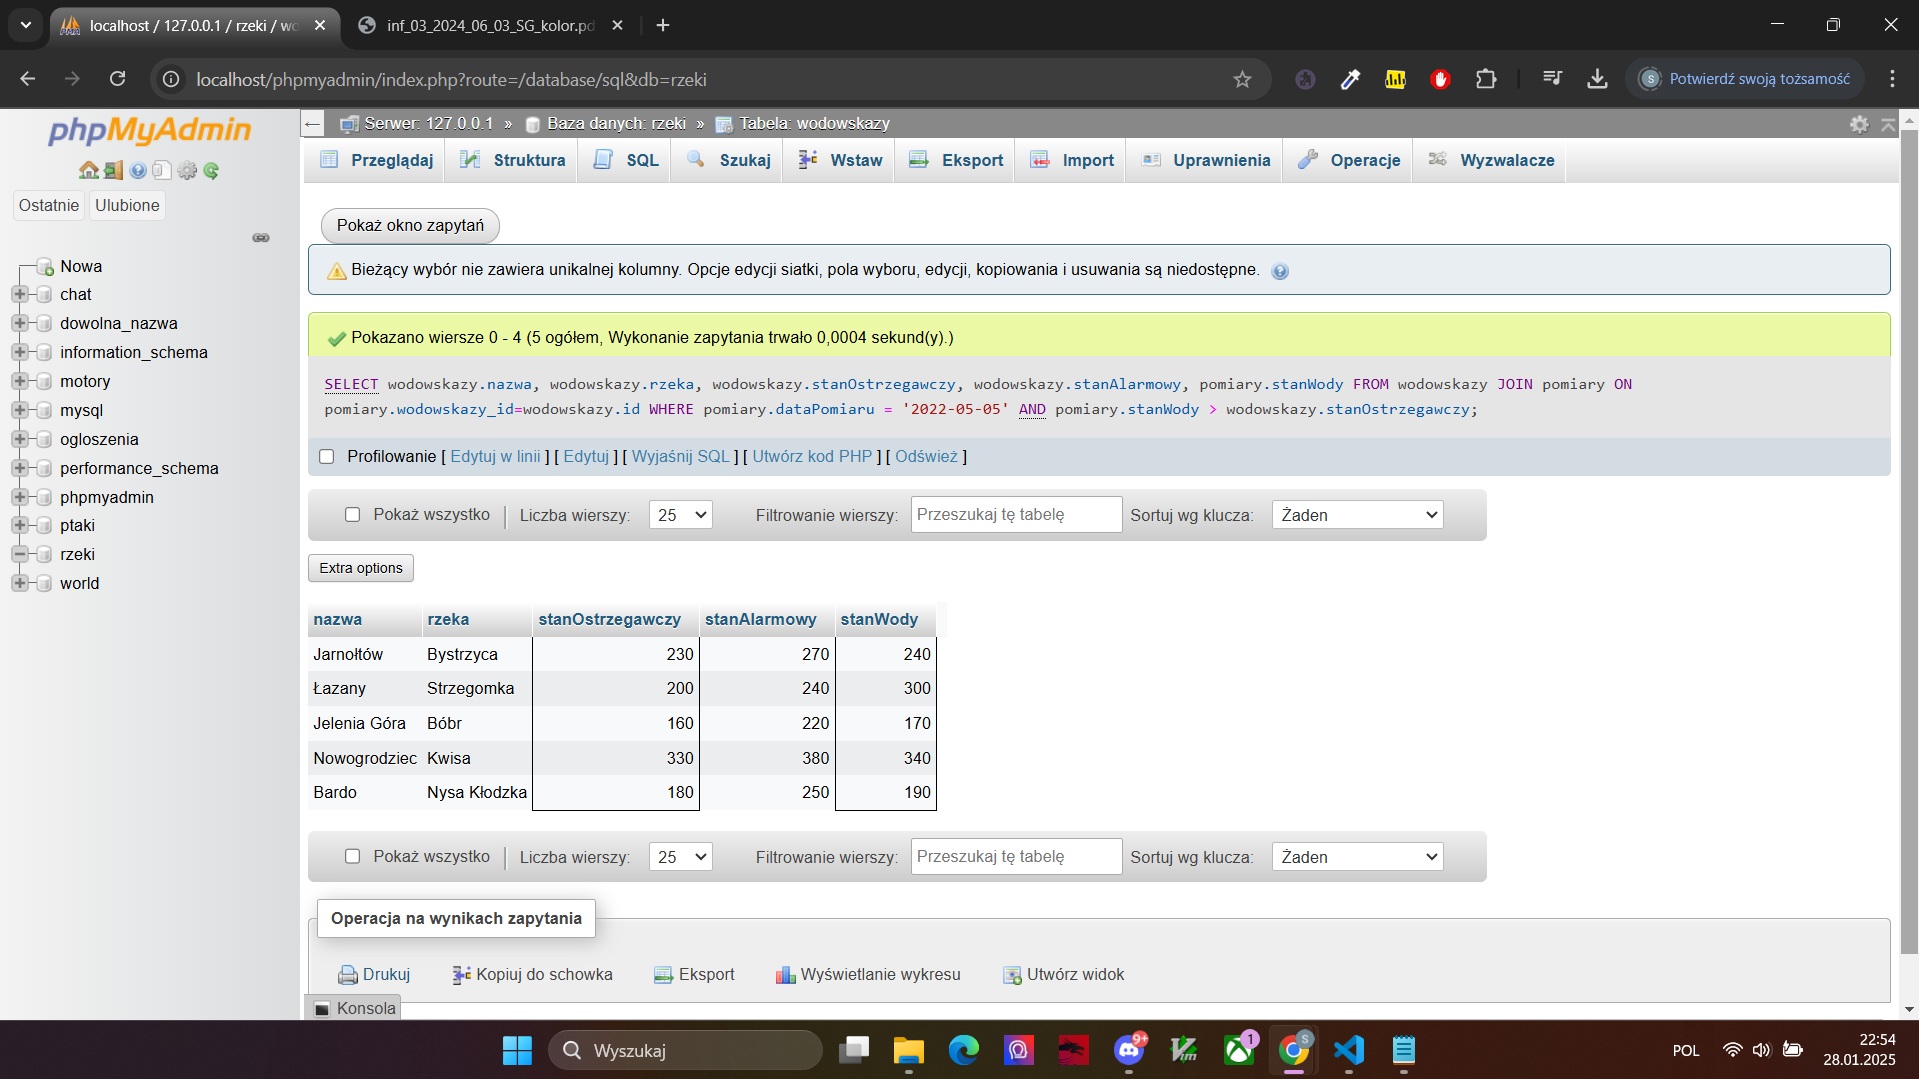 localhost / 127.0.0.1 / rzeki / wo
inf_03_2024_06_03_SG_kolor.pd
localhost/phpmyadmin/index.php?route=/database/sql&db=rzeki
S Potwierdź swoją tożsamość
phpMyAdmin
Ostatnie Ulubione
Nowa
chat
dowolna_nazwa
information_schema
motory
mysql
ogloszenia
performance_schema
phpmyadmin
ptaki
rzeki
world
Serwer: 127.0.0.1 » Baza danych: rzeki » Tabela: wodowskazy
Przeglądaj Struktura SQL Szukaj Wstaw Eksport Import Uprawnienia Operacje Wyzwalacze
Pokaż okno zapytań
Bieżący wybór nie zawiera unikalnej kolumny. Opcje edycji siatki, pola wyboru, edycji, kopiowania i usuwania są niedostępne.
Pokazano wiersze 0 - 4 (5 ogółem, Wykonanie zapytania trwało 0,0004 sekund(y).)
SELECT wodowskazy.nazwa, wodowskazy.rzeka, wodowskazy.stanOstrzegawczy, wodowskazy.stanAlarmowy, pomiary.stanWody FROM wodowskazy JOIN pomiary ON
pomiary.wodowskazy_id=wodowskazy.id WHERE pomiary.dataPomiaru = '2022-05-05' AND pomiary.stanWody > wodowskazy.stanOstrzegawczy;
Profilowanie [ Edytuj w linii ] [ Edytuj ] [ Wyjaśnij SQL ] [ Utwórz kod PHP ] [ Odśwież ]
Pokaż wszystko Liczba wierszy: 25 Filtrowanie wierszy: Przeszukaj tę tabelę Sortuj wg klucza: Żaden
Extra options
nazwa rzeka stanOstrzegawczy stanAlarmowy stanWody
Jarnołtów Bystrzyca 230 270 240
Łazany Strzegomka 200 240 300
Jelenia Góra Bóbr 160 220 170
Nowogrodziec Kwisa 330 380 340
Bardo Nysa Kłodzka 180 250 190
Pokaż wszystko Liczba wierszy: 25 Filtrowanie wierszy: Przeszukaj tę tabelę Sortuj wg klucza: Żaden
Operacja na wynikach zapytania
Drukuj Kopiuj do schowka Eksport Wyświetlanie wykresu Utwórz widok
Konsola
Wyszukaj 9+ Vim 1 S POL 22:54
28.01.2025